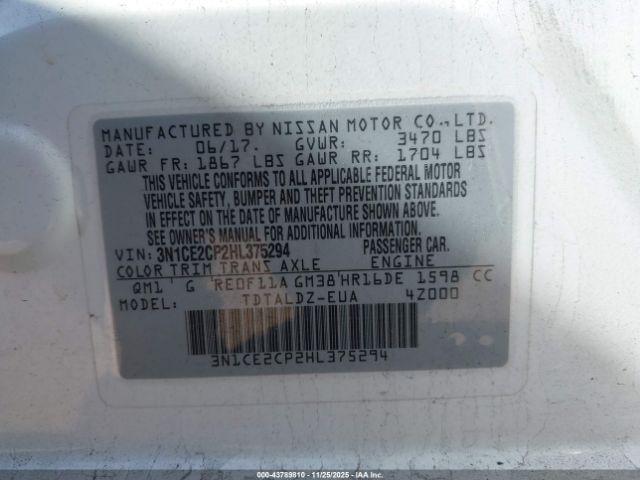 MANUFACTURED BY NISSAN MOTOR CO., LTD.
DATE: 06/17. GVWR: 3470 LBS
GAWR FR: 1867 LBS GAWR RR: 1704 LBS
THIS VEHICLE CONFORMS TO ALL APPLICABLE FEDERAL MOTOR
VEHICLE SAFETY, BUMPER AND THEFT PREVENTION STANDARDS
IN EFFECT ON THE DATE OF MANUFACTURE SHOWN ABOVE.
SEE OWNER'S MANUAL FOR ADDITIONAL INFORMATION
VIN: 3N1CE2CP2HL375294 PASSENGER CAR.
COLOR TRIM TRANS AXLE ENGINE
QM1 G RE0F11A GM38 HR16DE 1598 CC
MODEL: TDTALDZ-EUA 4Z000
3N1CE2CP2HL375294
000-43789810 - 11/25/2025 - IAAI.COM